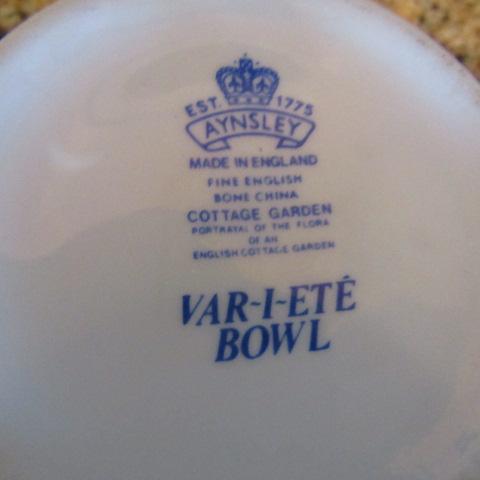 EST. 1775
AYNSLEY
MADE IN ENGLAND
FINE ENGLISH
BONE CHINA
COTTAGE GARDEN
PORTRAYAL OF THE FLORA
OF AN
ENGLISH COTTAGE GARDEN
VAR-I-ETÉ
BOWL